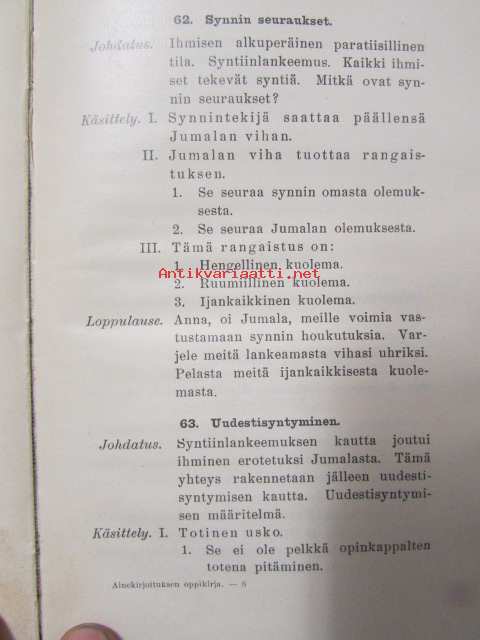 62. Synnin seuraukset.
Johdatus. Ihmisen alkuperäinen paratiisillinen
tila. Syntiinlankeemus. Kaikki ihmi-
set tekevät syntiä. Mitkä ovat syn-
nin seuraukset?
Käsittely. I. Synnintekijä saattaa päällensä
Jumalan vihan.
II. Jumalan viha tuottaa rangais-
tuksen.
1. Se seuraa synnin omasta olemuk-
sesta.
2. Se seuraa Jumalan olemuksesta.
III. Tämä rangaistus on:
1. Hengellinen kuolema.
Antikvariaatti.net
2. Ruumiillinen kuolema.
3. Ijankaikkinen kuolema.
Loppulause. Anna, oi Jumala, meille voimia vas-
tustamaan synnin houkutuksia. Var-
jele meitä lankeamasta vihasi uhriksi.
Pelasta meitä ijankaikkisesta kuole-
masta.
63. Uudestisyntyminen.
Johdatus. Syntiinlankeemuksen kautta joutui
ihminen erotetuksi Jumalasta. Tämä
yhteys rakennetaan jälleen uudesti-
syntymisen kautta. Uudestisyntymi-
sen määritelmä.
Käsittely. I. Totinen usko.
1. Se ei ole pelkkä opinkappalten
totena pitäminen.
Ainekirjoituksen oppikirja. — 8